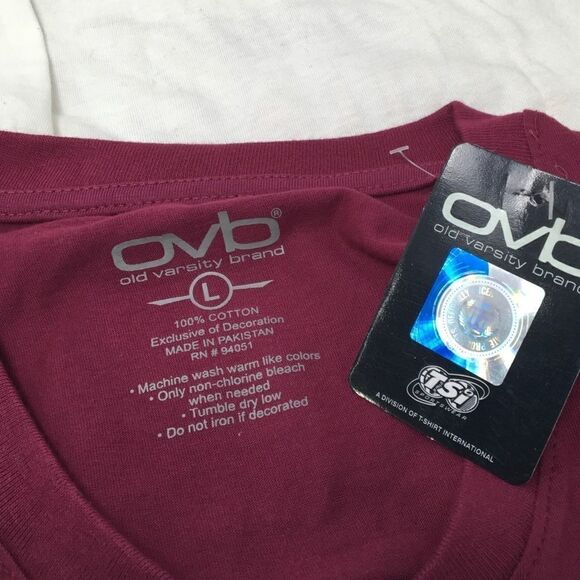 ovb®
old varsity brand
L
100% COTTON
Exclusive of Decoration
MADE IN PAKISTAN
RN # 94051
• Machine wash warm like colors
• Only non-chlorine bleach
when needed
• Tumble dry low
• Do not iron if decorated
ovb
old varsity brand
TSi
SPORTSWEAR
A DIVISION OF T-SHIRT INTERNATIONAL